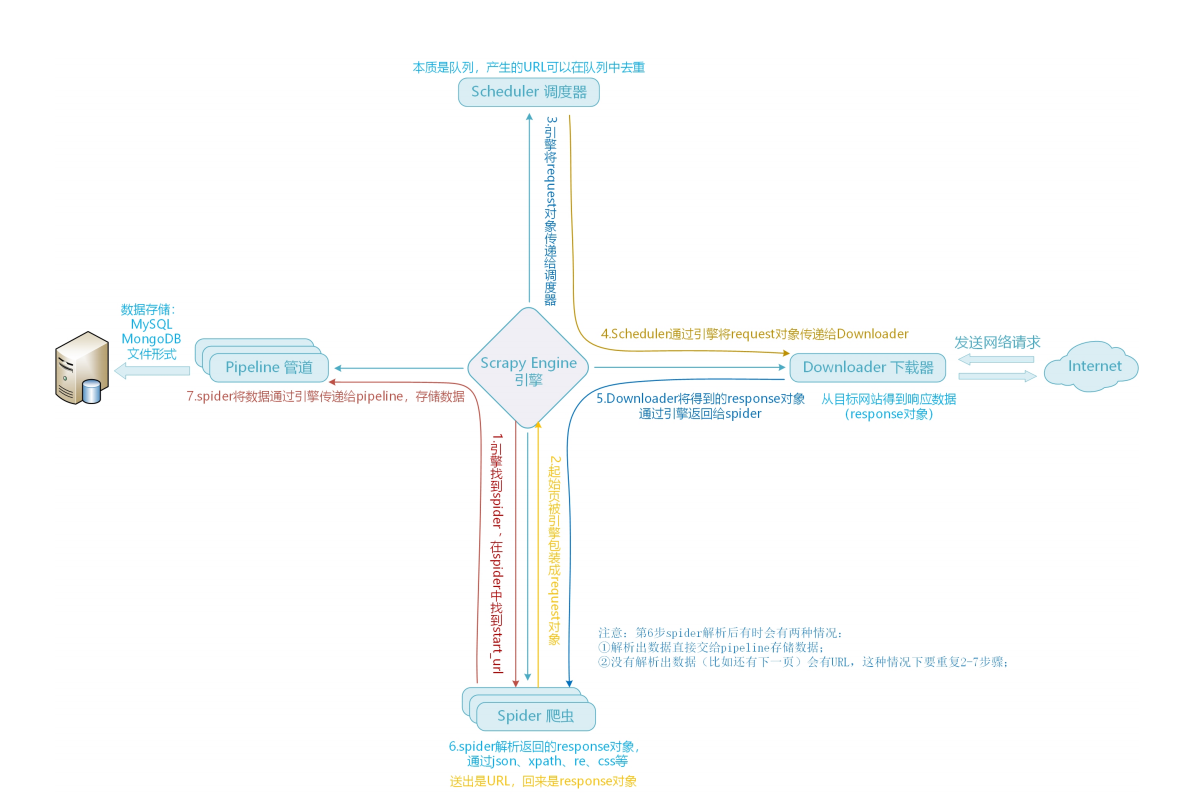 本质是队列，产生的URL可以在队列中去重
Scheduler 调度器
3.引擎将request对象传递给调度器
4.Scheduler通过引擎将request对象传递给Downloader
数据存储：
MySQL
MongoDB
文件形式
Pipeline 管道
Scrapy Engine
引擎
Downloader 下载器
发送网络请求
Internet
7.spider将数据通过引擎传递给pipeline，存储数据
5.Downloader将得到的response对象
通过引擎返回给spider
从目标网站得到响应数据
（response对象）
1.引擎找到spider、在spider中找到start_url
2.起始页被引擎包装成request对象
注意：第6步spider解析后有时会有两种情况：
①解析出数据直接交给pipeline存储数据；
②没有解析出数据（比如还有下一页）会有URL，这种情况下要重复2-7步骤；
Spider 爬虫
6.spider解析返回的response对象，
通过json、xpath、re、css等
送出是URL，回来是response对象